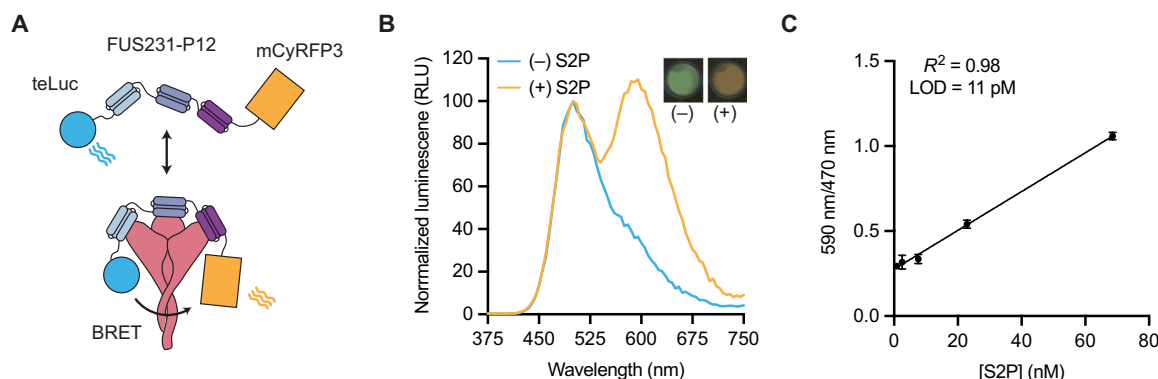 A
FUS231-P12
mCyRFP3
teLuc
BRET
B
Norrmalized luminescene (RLU)
120
100
80
60
40
20
0
(–) S2P
(+) S2P
(–) (+)
375 450 525 600 675 750
Wavelength (nm)
C
R² = 0.98
LOD = 11 pM
590 nm/470 nm
1.5
1.0
0.5
0.0
0 20 40 60 80
[S2P] (nM)